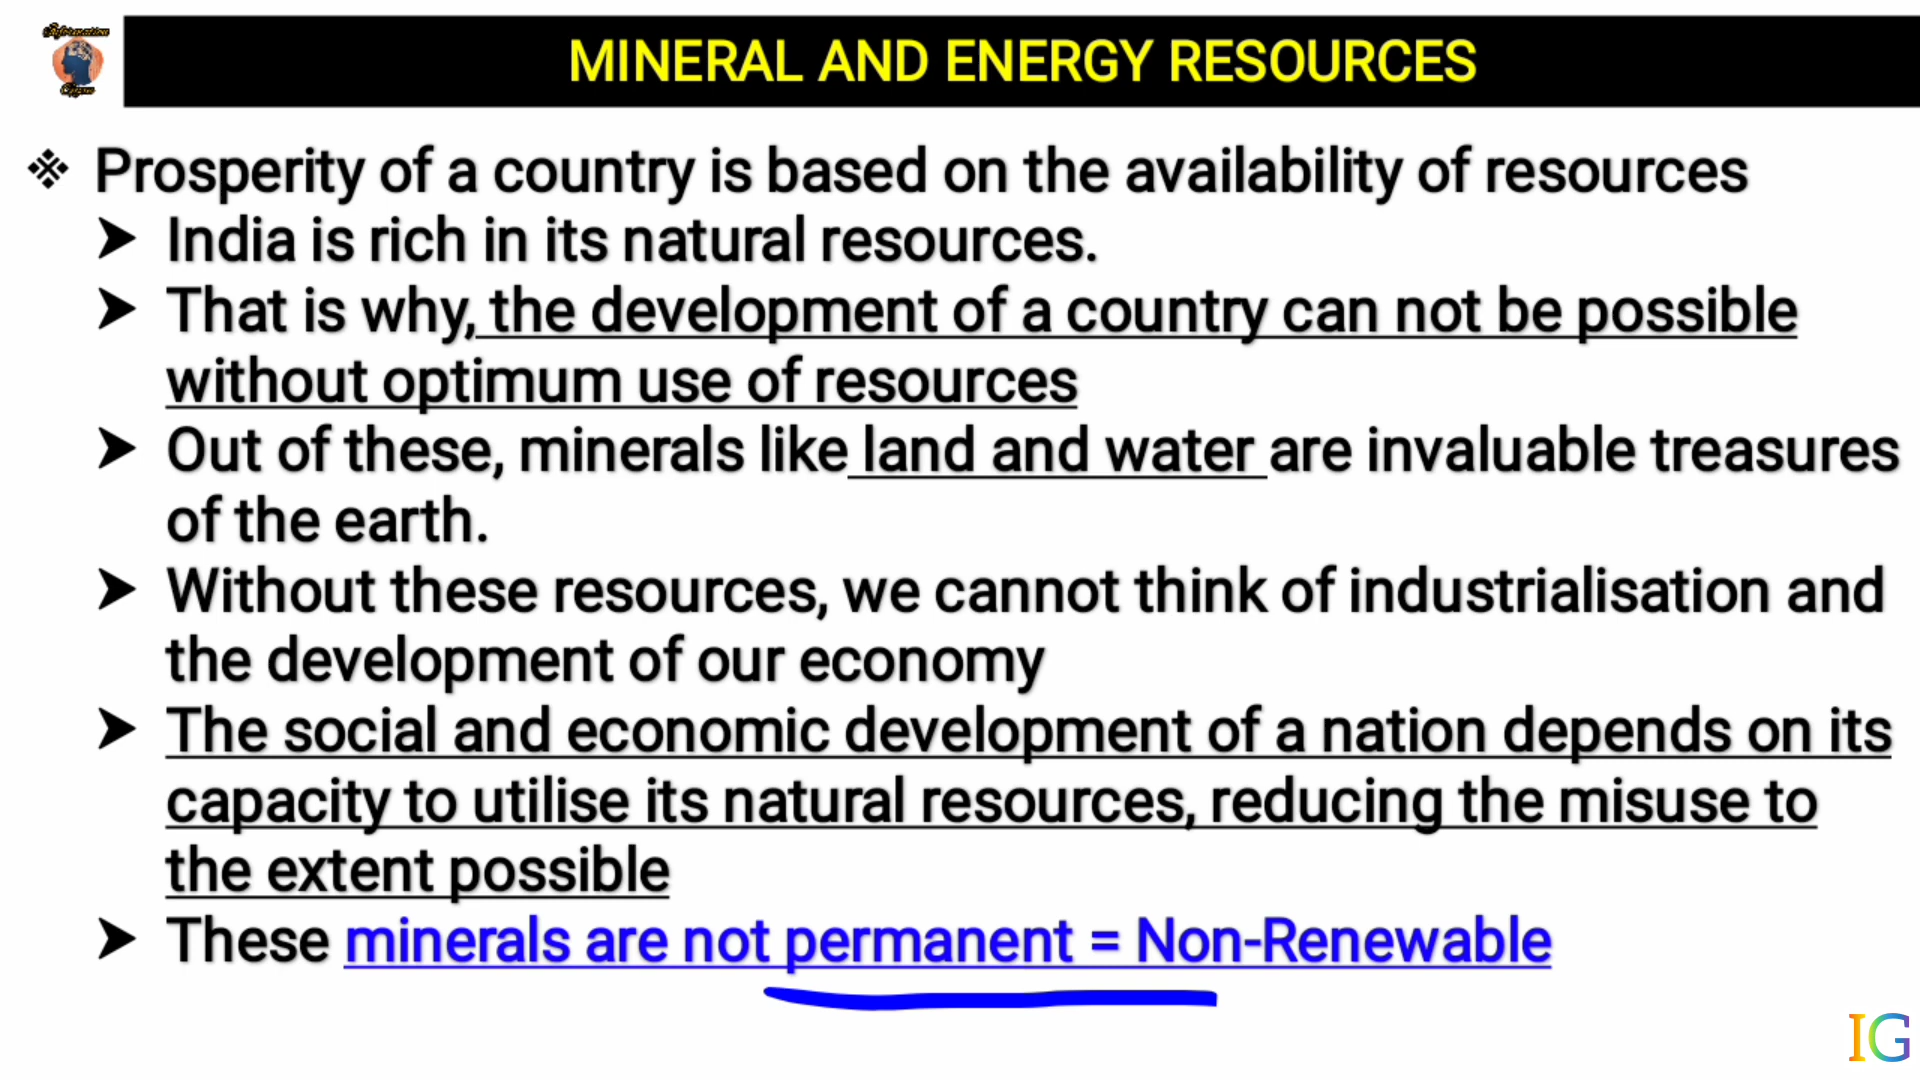 MINERAL AND ENERGY RESOURCES
❖ Prosperity of a country is based on the availability of resources
➤ India is rich in its natural resources.
➤ That is why, the development of a country can not be possible
without optimum use of resources
➤ Out of these, minerals like land and water are invaluable treasures
of the earth.
➤ Without these resources, we cannot think of industrialisation and
the development of our economy
➤ The social and economic development of a nation depends on its
capacity to utilise its natural resources, reducing the misuse to
the extent possible
➤ These minerals are not permanent = Non-Renewable
IG